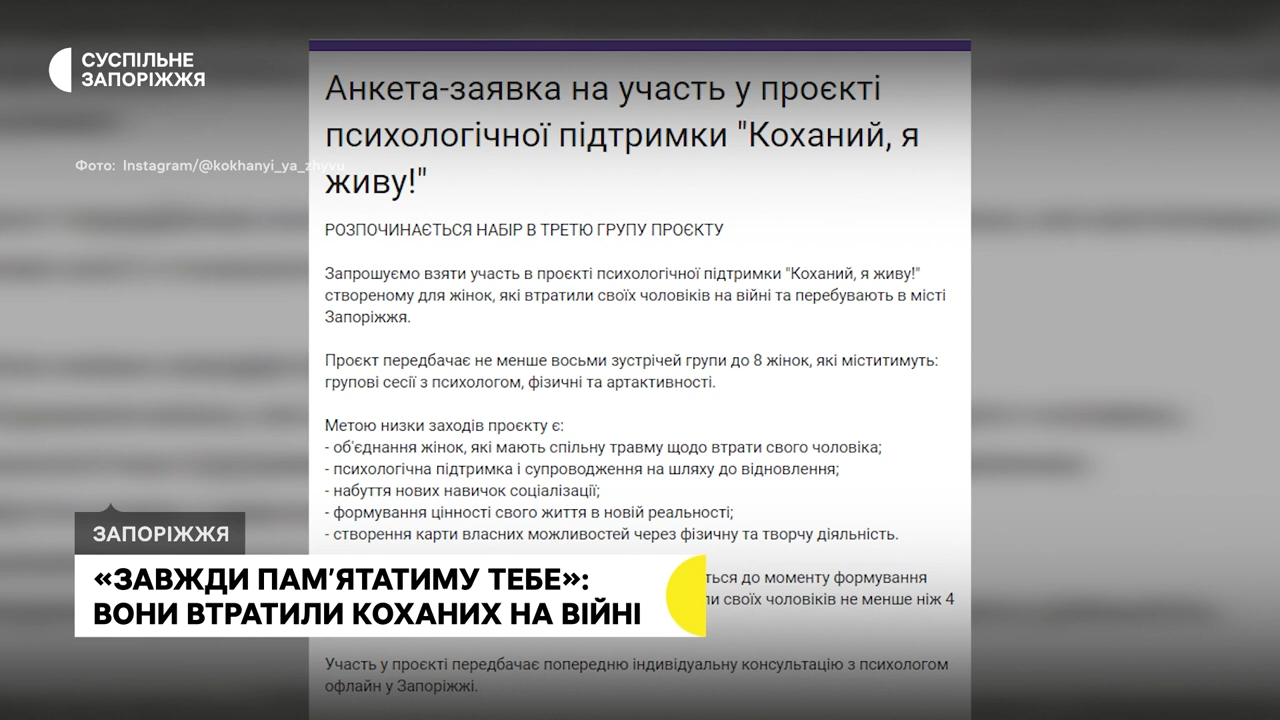 СУСПІЛЬНЕ
ЗАПОРІЖЖЯ
Фото: Instagram/@kokhanyi_ya_zhyvu
Анкета-заявка на участь у проєкті
психологічної підтримки "Коханий, я
живу!"
РОЗПОЧИНАЄТЬСЯ НАБІР В ТРЕТЮ ГРУПУ ПРОЄКТУ
Запрошуємо взяти участь в проєкті психологічної підтримки "Коханий, я живу!"
створеному для жінок, які втратили своїх чоловіків на війні та перебувають в місті
Запоріжжя.
Проєкт передбачає не менше восьми зустрічей групи до 8 жінок, які міститимуть:
групові сесії з психологом, фізичні та артактивності.
Метою низки заходів проєкту є:
- об'єднання жінок, які мають спільну травму щодо втрати свого чоловіка;
- психологічна підтримка і супроводження на шляху до відновлення;
- набуття нових навичок соціалізації;
- формування цінності свого життя в новій реальності;
- створення карти власних можливостей через фізичну та творчу діяльність.
до моменту формування
своїх чоловіків не менше ніж 4
ЗАПОРІЖЖЯ
«ЗАВЖДИ ПАМ'ЯТАТИМУ ТЕБЕ»:
ВОНИ ВТРАТИЛИ КОХАНИХ НА ВІЙНІ
Участь у проєкті передбачає попередню індивідуальну консультацію з психологом
офлайн у Запоріжжі.